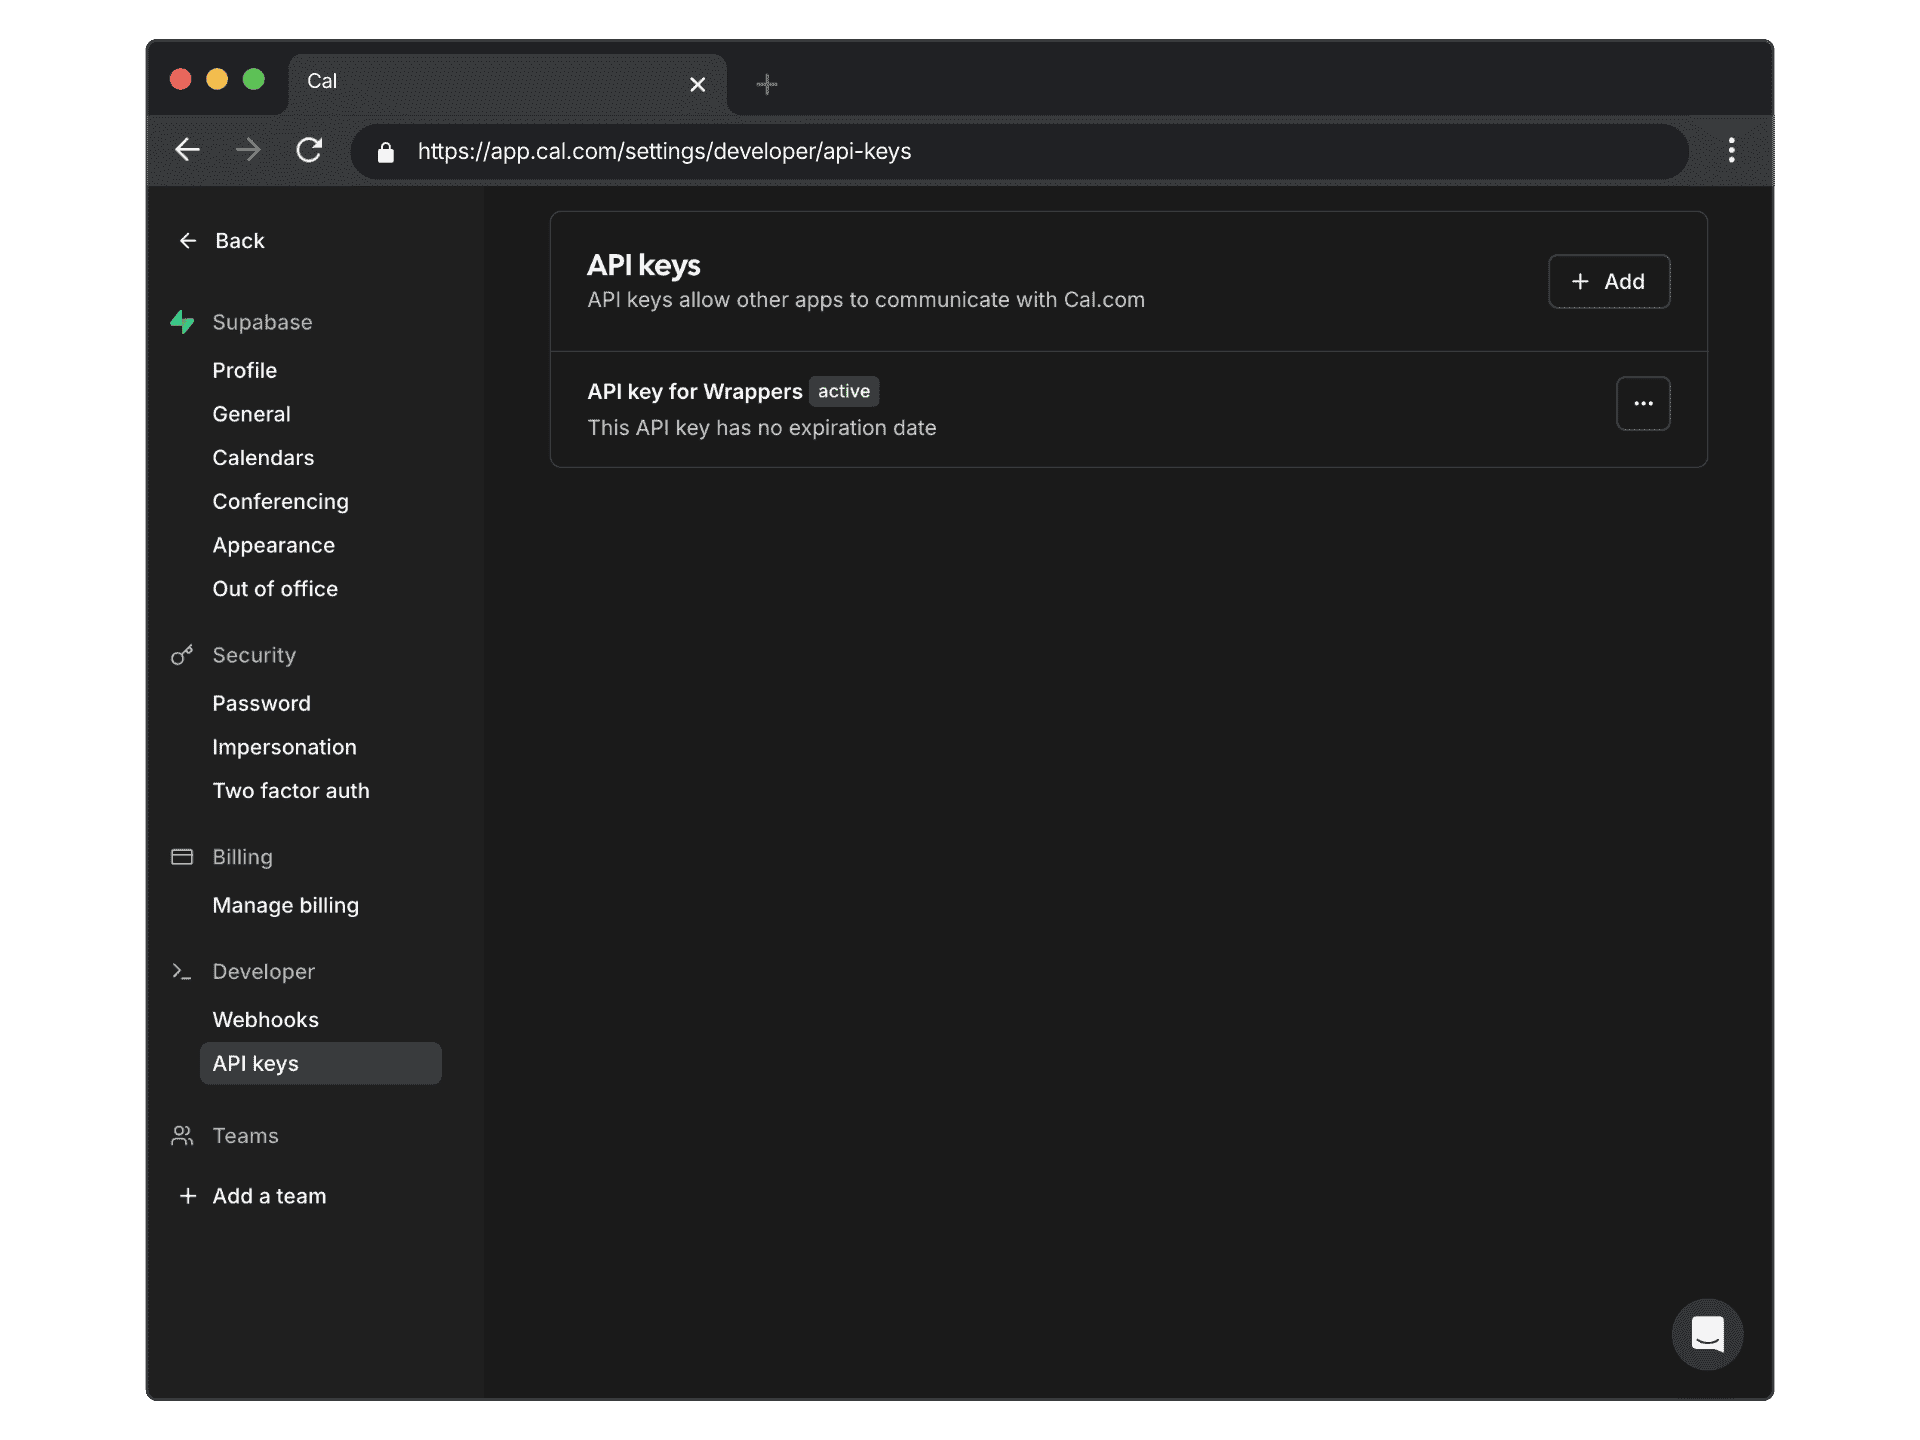 Cal
https://app.cal.com/settings/developer/api-keys
Back
Supabase
Profile
General
Calendars
Conferencing
Appearance
Out of office
Security
Password
Impersonation
Two factor auth
Billing
Manage billing
Developer
Webhooks
API keys
Teams
Add a team
API keys
API keys allow other apps to communicate with Cal.com
Add
API key for Wrappers active
This API key has no expiration date